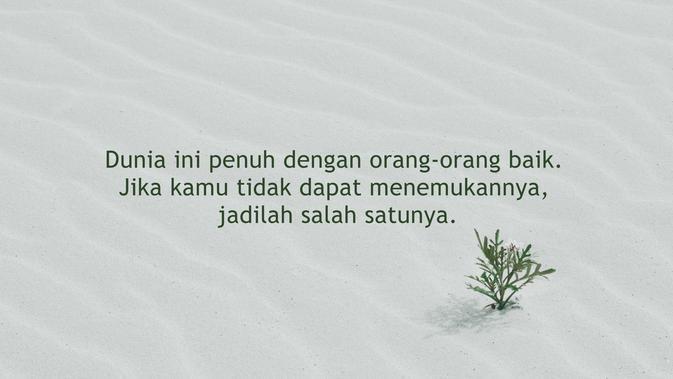 Dunia ini penuh dengan orang-orang baik.
Jika kamu tidak dapat menemukannya,
jadilah salah satunya.